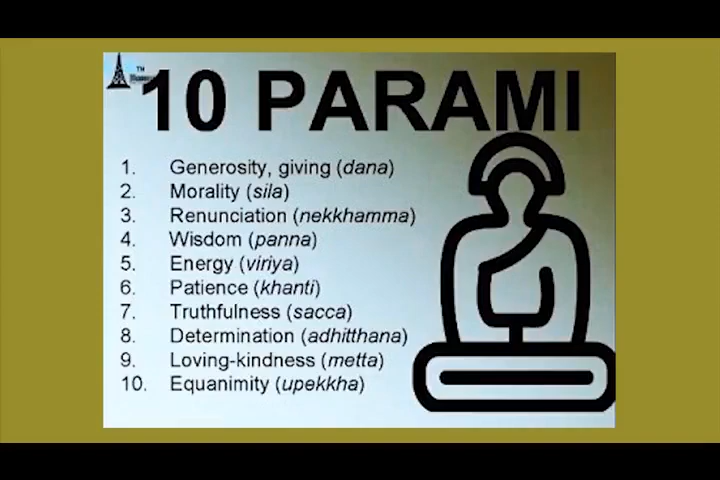 TM
10 PARAMI
1. Generosity, giving (dana)
2. Morality (sila)
3. Renunciation (nekkhamma)
4. Wisdom (panna)
5. Energy (viriya)
6. Patience (khanti)
7. Truthfulness (sacca)
8. Determination (adhitthana)
9. Loving-kindness (metta)
10. Equanimity (upekkha)